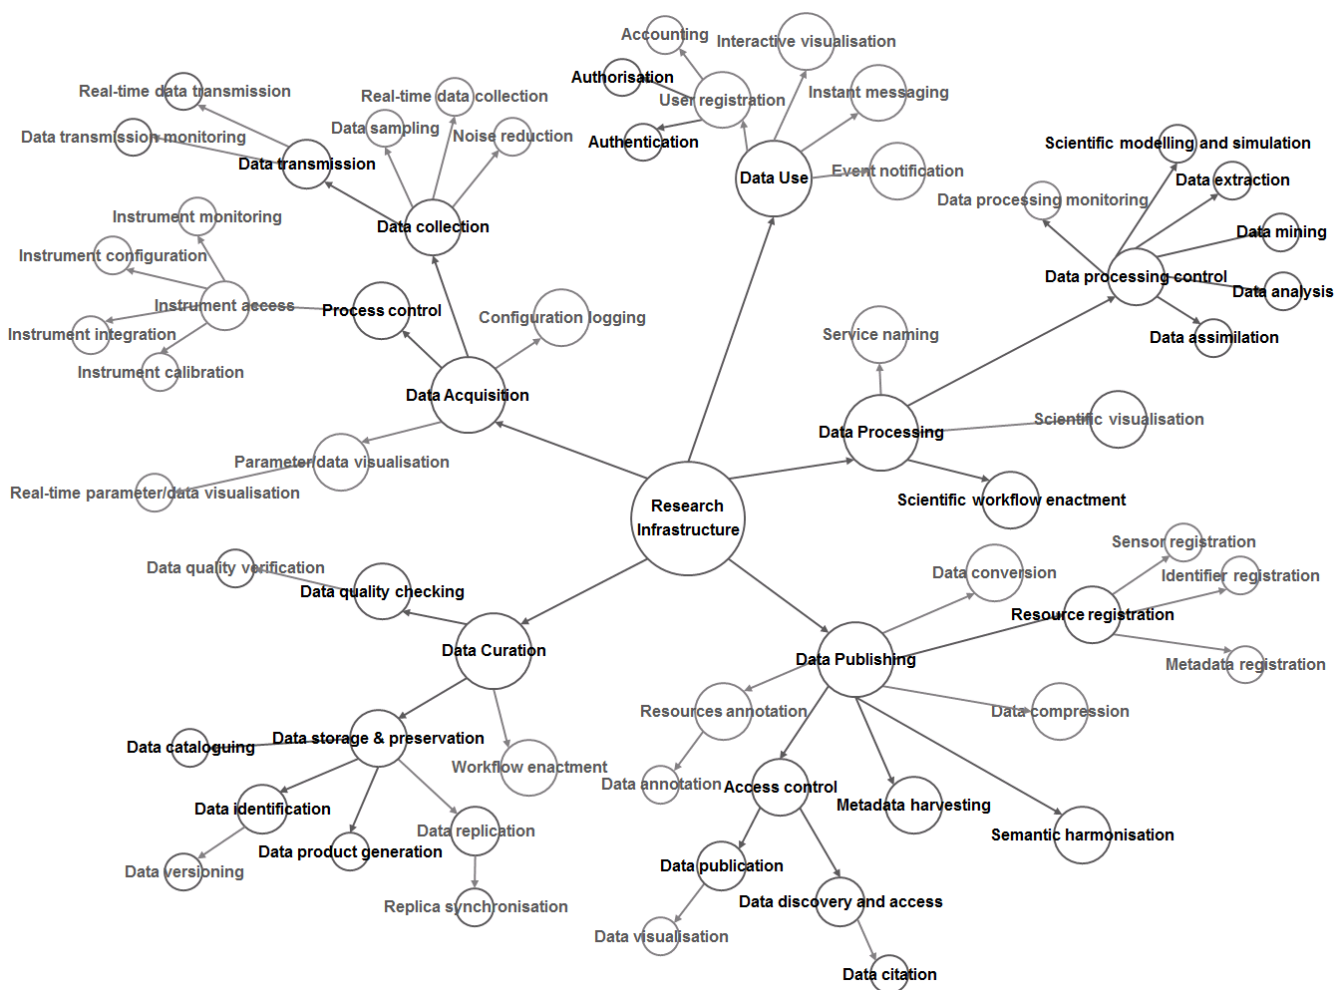 Accounting
Interactive visualisation
Authorisation
User registration
Instant messaging
Authentication
Data Use
Event notification
Real-time data transmission
Real-time data collection
Data transmission monitoring
Data sampling
Noise reduction
Data transmission
Data collection
Instrument monitoring
Instrument configuration
Instrument access
Process control
Instrument integration
Instrument calibration
Configuration logging
Data Acquisition
Parameter/data visualisation
Real-time parameter/data visualisation
Scientific modelling and simulation
Data extraction
Data processing monitoring
Data mining
Data processing control
Data analysis
Data assimilation
Service naming
Scientific visualisation
Data Processing
Scientific workflow enactment
Research
Infrastructure
Data quality verification
Data quality checking
Data Curation
Data cataloguing
Data storage & preservation
Workflow enactment
Data identification
Data replication
Data product generation
Data versioning
Replica synchronisation
Sensor registration
Data conversion
Identifier registration
Resource registration
Data Publishing
Metadata registration
Resources annotation
Data compression
Data annotation
Access control
Metadata harvesting
Semantic harmonisation
Data publication
Data discovery and access
Data visualisation
Data citation